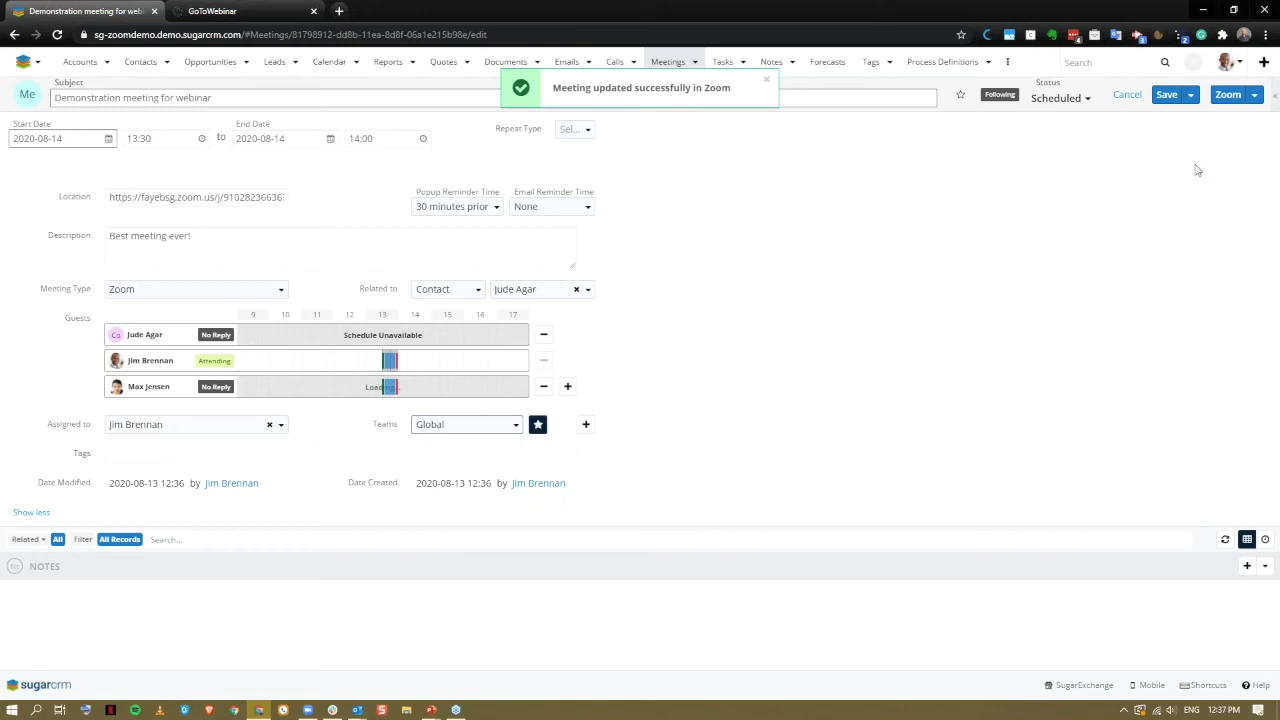 Demonstration meeting for web
GoToWebinar
sg-zoomdemo.demo.sugarcrm.com/#Meetings/81798912-dd8b-11ea-8d8f-06a1e215b98e/edit
Accounts Contacts Opportunities Leads Calendar Reports Quotes Documents Emails Calls Meetings Tasks Notes Forecasts Tags Process Definitions Search
Me
Subject
Demonstration meeting for webinar
Meeting updated successfully in Zoom
Following
Status
Scheduled
Cancel Save Zoom
Start Date
2020-08-14 13:30 to
End Date
2020-08-14 14:00
Repeat Type Sel...
Location https://fayebsg.zoom.us/j/9102823663
Popup Reminder Time
30 minutes prior
Email Reminder Time
None
Description Best meeting ever!
Meeting Type Zoom Related to Contact Jude Agar
Guests 9 10 11 12 13 14 15 16 17
Co Jude Agar No Reply Schedule Unavailable
Jim Brennan Attending
Max Jensen No Reply
Assigned to Jim Brennan Teams Global
Tags
Date Modified 2020-08-13 12:36 by Jim Brennan Date Created 2020-08-13 12:36 by Jim Brennan
Show less
Related All Filter All Records Search...
NOTES
sugarcrm SugarExchange Mobile Shortcuts Help
ENG 12:37 PM